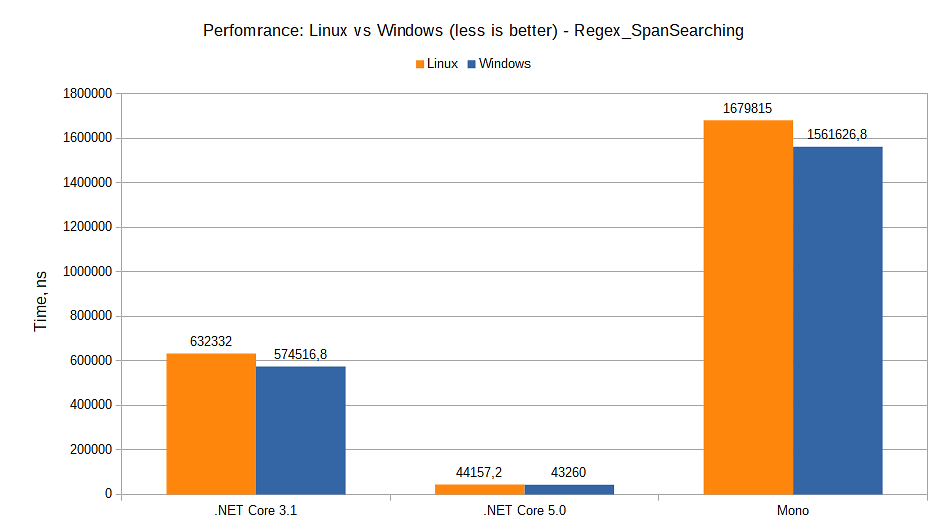 Perfomrance: Linux vs Windows (less is better) - Regex_SpanSearching
Linux Windows
1800000
1600000
1400000
1200000
1000000
800000
600000
400000
200000
0
Time, ns
632332
574516,8
44157,2
43260
1679815
1561626,8
.NET Core 3.1
.NET Core 5.0
Mono